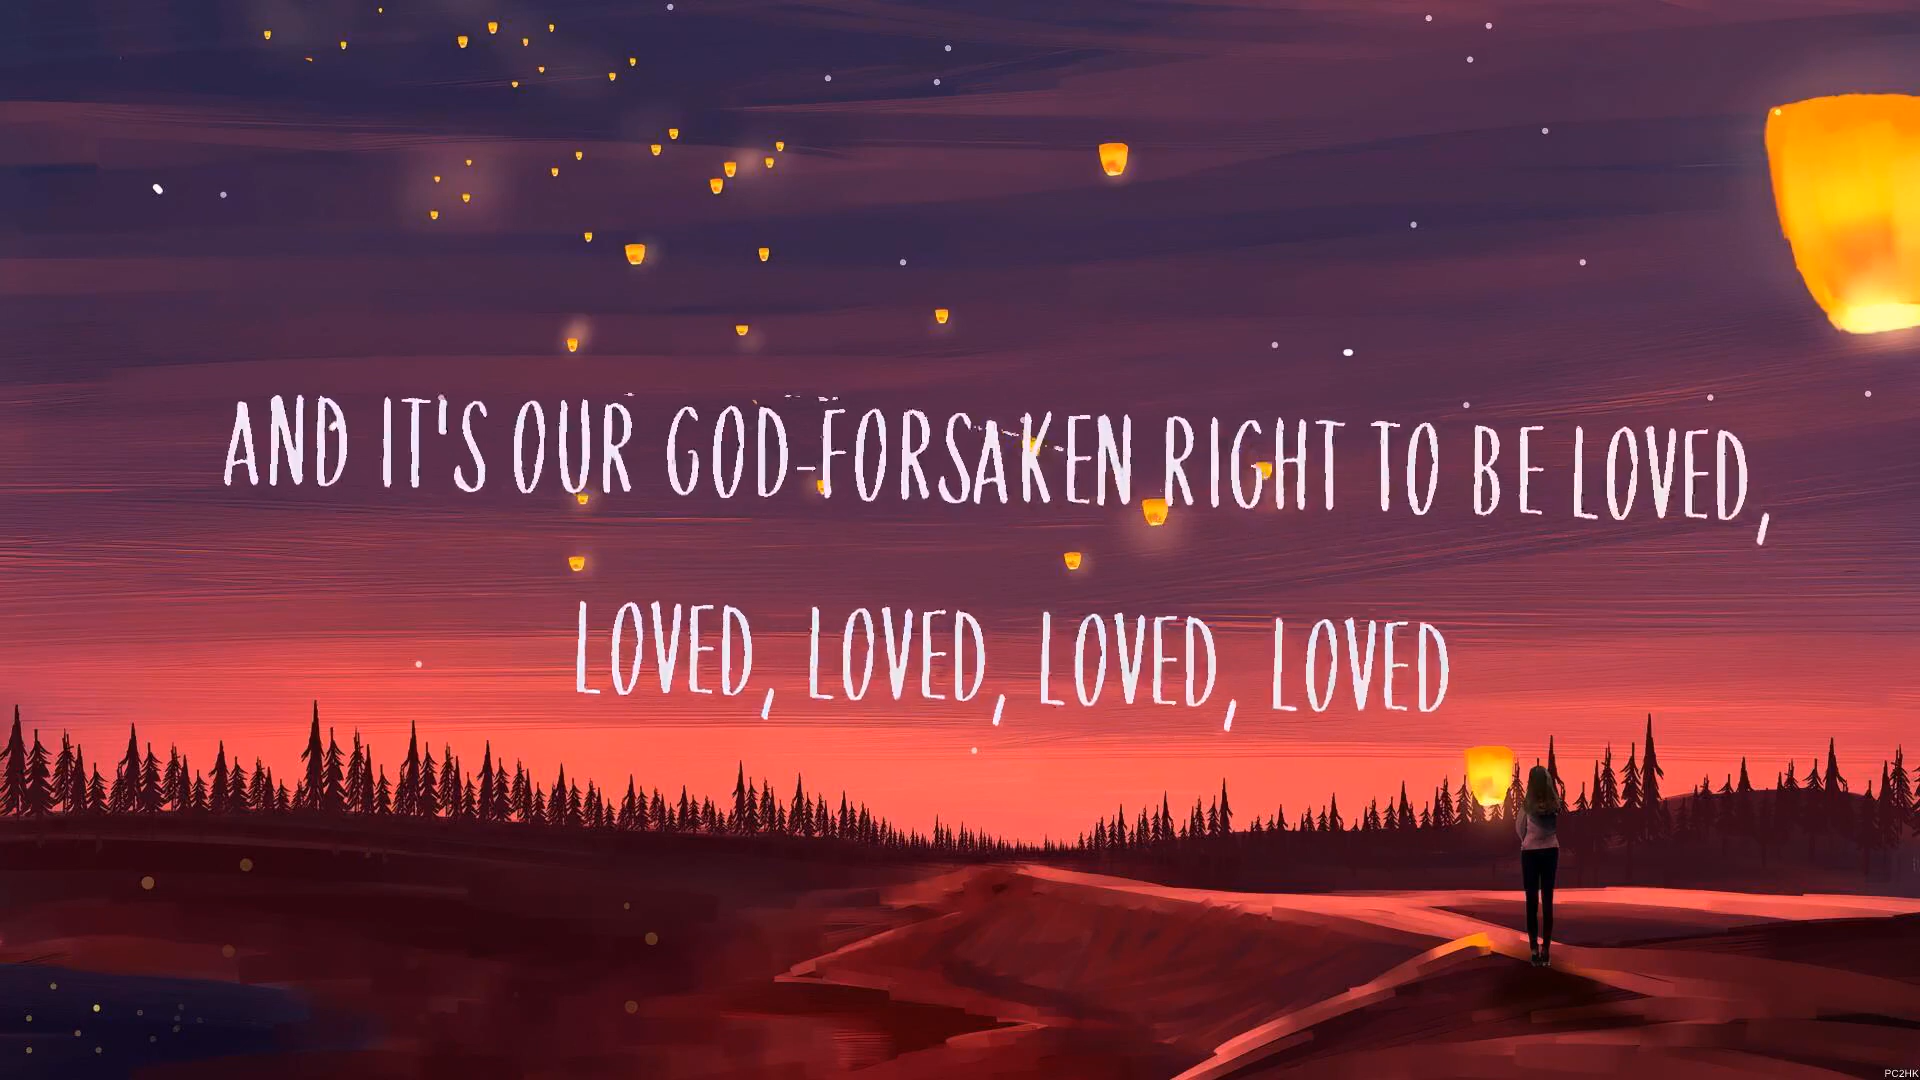 AND IT'S OUR GOD-FORSAKEN RIGHT TO BE LOVED,
LOVED, LOVED, LOVED, LOVED
PC2HK